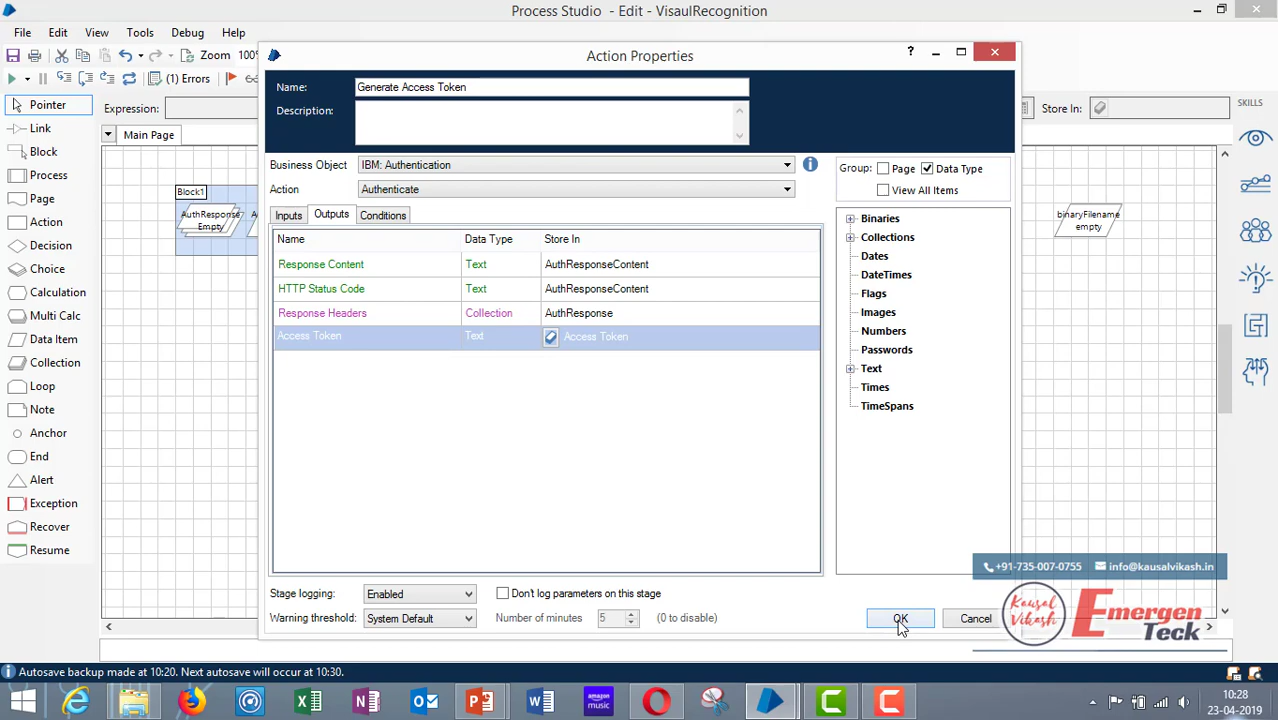 Process Studio - Edit - VisaulRecognition
File Edit View Tools Debug Help
Zoom 100%
(1) Errors
Action Properties
?
Name: Generate Access Token
Description:
Business Object IBM: Authentication
Action Authenticate
Inputs Outputs Conditions
Name Data Type Store In
Response Content Text AuthResponseContent
HTTP Status Code Text AuthResponseContent
Response Headers Collection AuthResponse
Access Token Text Access Token
Group: Page Data Type
View All Items
Binaries
Collections
Dates
DateTimes
Flags
Images
Numbers
Passwords
Text
Times
TimeSpans
Stage logging: Enabled Don't log parameters on this stage
Warning threshold: System Default Number of minutes 5 (0 to disable)
OK Cancel
Expression:
Store In:
SKILLS
Main Page
Block1
AuthResponse
Empty
binaryFilename
empty
Pointer
Link
Block
Process
Page
Action
Decision
Choice
Calculation
Multi Calc
Data Item
Collection
Loop
Note
Anchor
End
Alert
Exception
Recover
Resume
+91-735-007-0755 info@kausalvikash.in
Kausal
Vikash
Emergen
Teck
Autosave backup made at 10:20. Next autosave will occur at 10:30.
amazon
music
10:28
23-04-2019